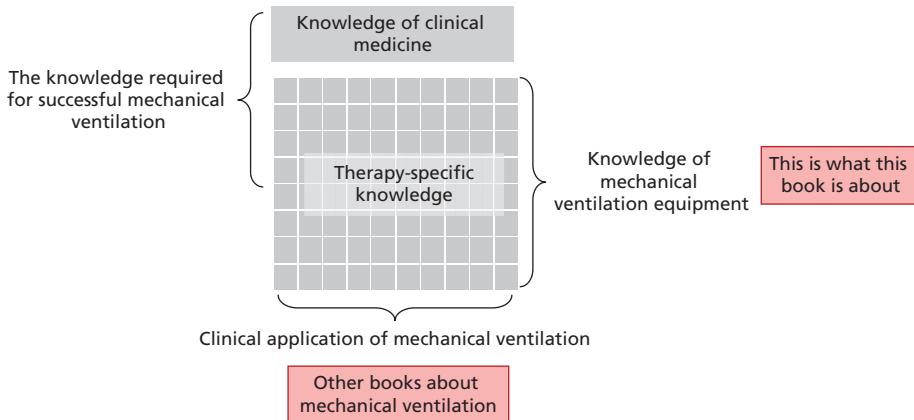 Knowledge of clinical
medicine
The knowledge required
for successful mechanical
ventilation
Therapy-specific
knowledge
Knowledge of
mechanical
ventilation equipment
This is what this
book is about
Clinical application of mechanical ventilation
Other books about
mechanical ventilation